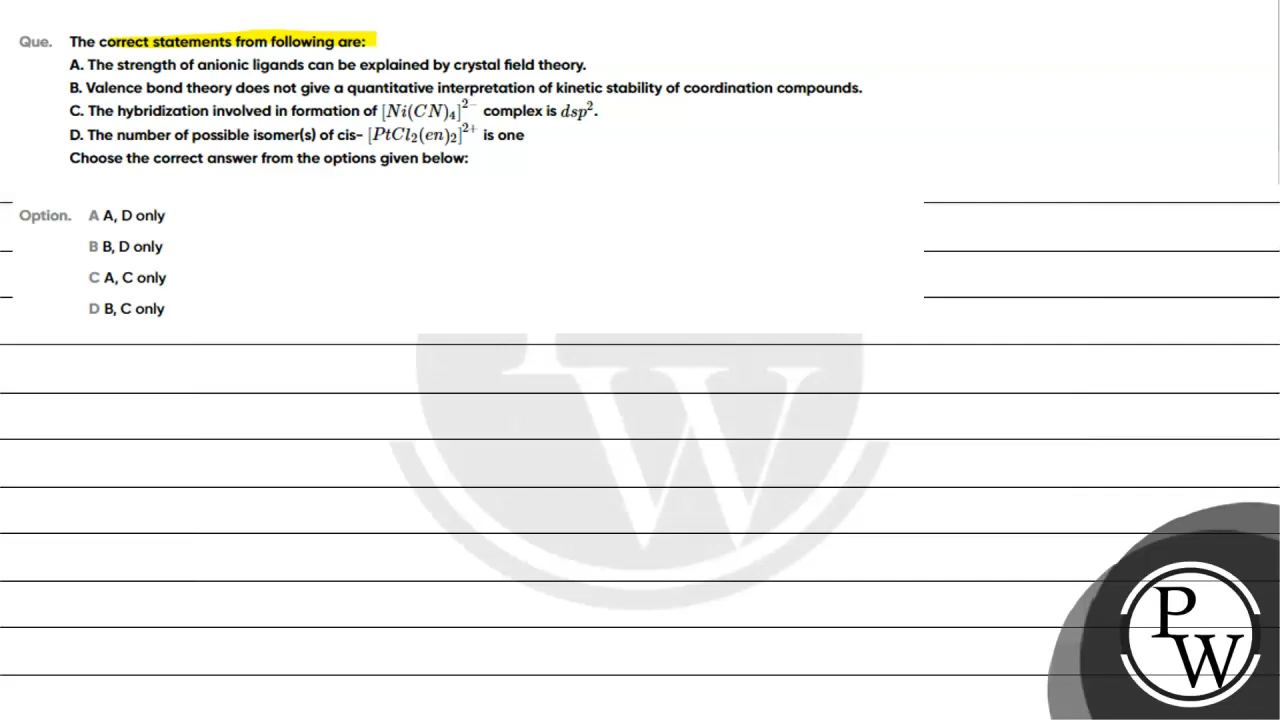 Que. The correct statements from following are:
A. The strength of anionic ligands can be explained by crystal field theory.
B. Valence bond theory does not give a quantitative interpretation of kinetic stability of coordination compounds.
C. The hybridization involved in formation of [Ni(CN)₄]²⁻ complex is dsp².
D. The number of possible isomer(s) of cis- [PtCl₂(en)₂]²⁺ is one
Choose the correct answer from the options given below:
Option. A A, D only
B B, D only
C A, C only
D B, C only
W
P
W